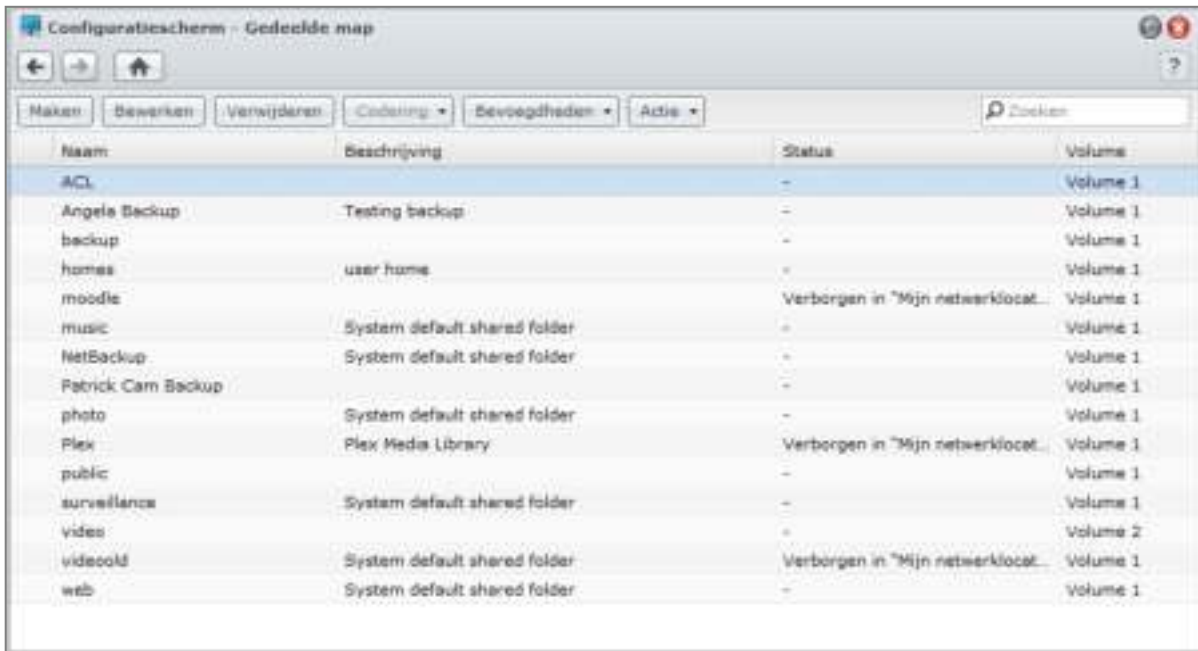 Configuratiescherm - Gedeelde map
?
Maken Bewerken Verwijderen Codering Bevoegdheden Actie Zoeken
Naam Beschrijving Status Volume
ACL - Volume 1
Angela Backup Testing backup - Volume 1
backup - Volume 1
homes user home - Volume 1
moodle Verborgen in "Mijn netwerklocat... Volume 1
music System default shared folder - Volume 1
NetBackup System default shared folder - Volume 1
Patrick Cam Backup - Volume 1
photo System default shared folder - Volume 1
Plex Plex Media Library Verborgen in "Mijn netwerklocat... Volume 1
public - Volume 1
surveillance System default shared folder - Volume 1
video - Volume 2
videoold System default shared folder Verborgen in "Mijn netwerklocat... Volume 1
web System default shared folder - Volume 1